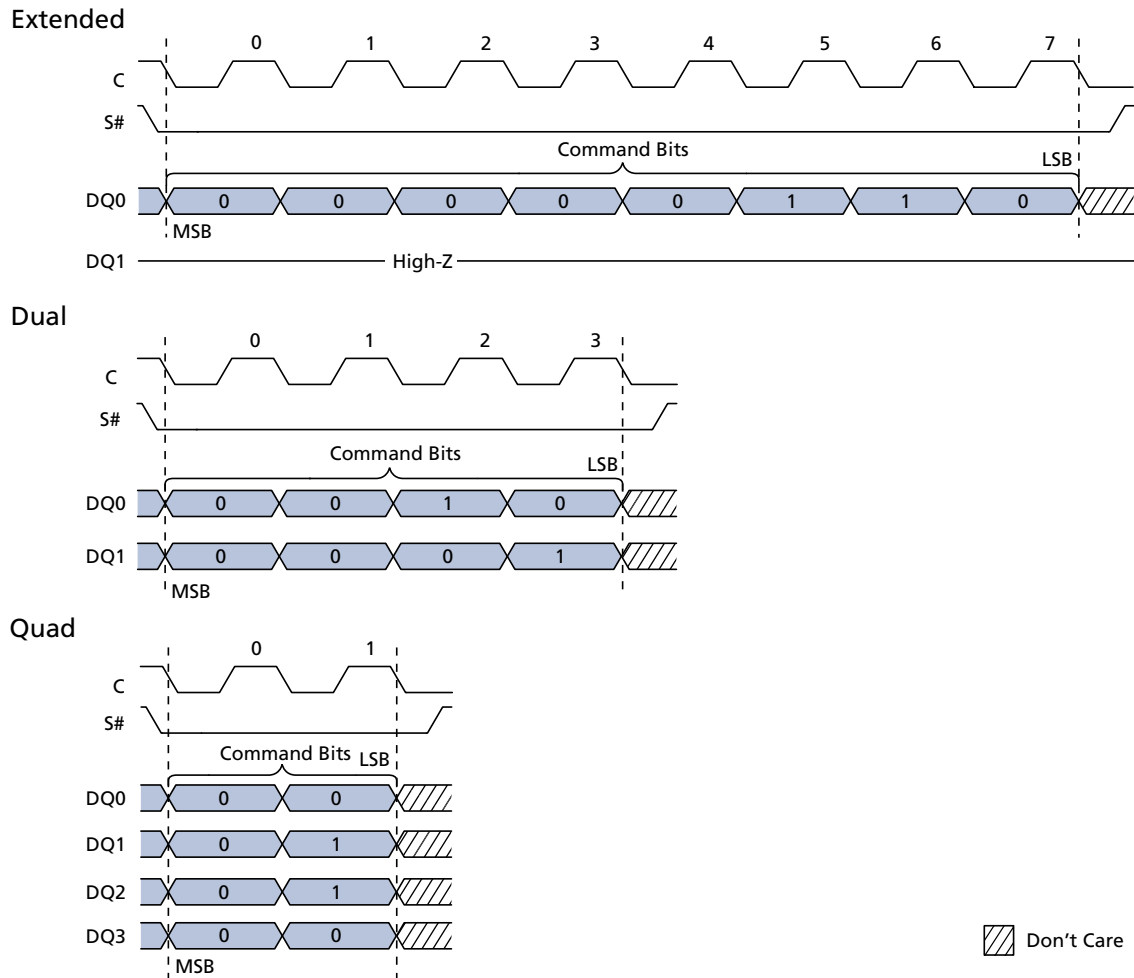 Extended
0 1 2 3 4 5 6 7
C
S#
Command Bits LSB
DQ0 0 0 0 0 0 1 1 0
MSB
DQ1 High-Z
Dual
0 1 2 3
C
S#
Command Bits LSB
DQ0 0 0 1 0
DQ1 0 0 0 1
MSB
Quad
0 1
C
S#
Command Bits LSB
DQ0 0 0
DQ1 0 1
DQ2 0 1
DQ3 0 0
MSB
Don't Care